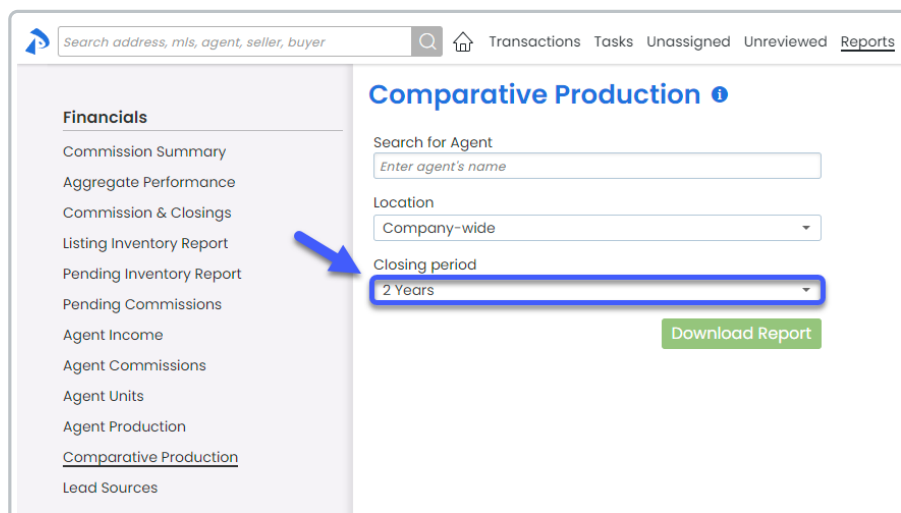 Search address, mls, agent, seller, buyer
Transactions Tasks Unassigned Unreviewed Reports
Financials
Commission Summary
Aggregate Performance
Commission & Closings
Listing Inventory Report
Pending Inventory Report
Pending Commissions
Agent Income
Agent Commissions
Agent Units
Agent Production
Comparative Production
Lead Sources
Comparative Production
Search for Agent
Enter agent's name
Location
Company-wide
Closing period
2 Years
Download Report